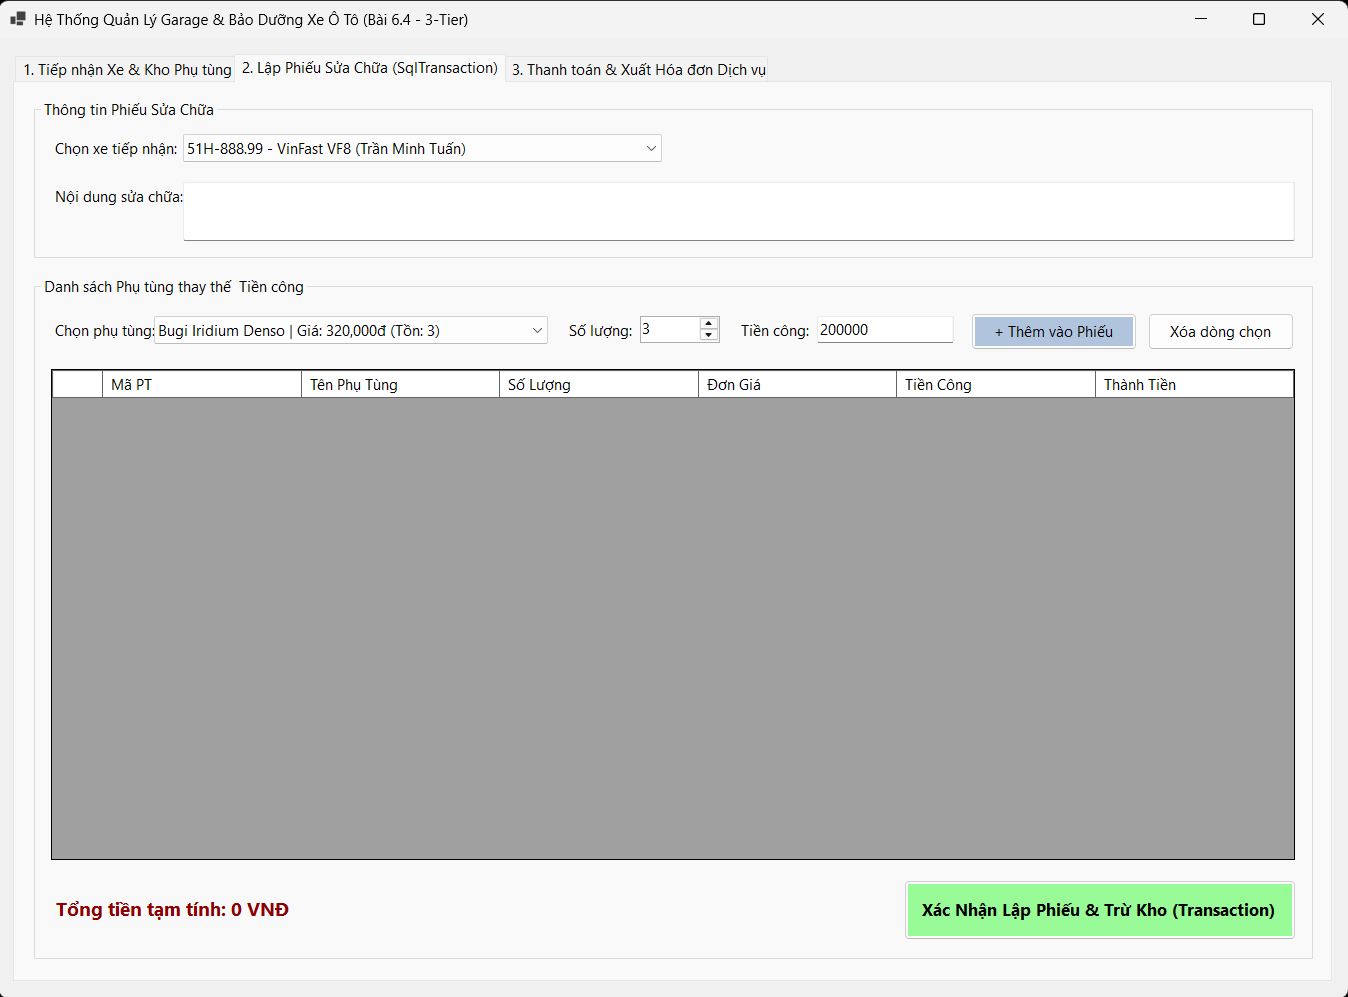 Hệ Thống Quản Lý Garage & Bảo Dưỡng Xe Ô Tô (Bài 6.4 - 3-Tier)
1. Tiếp nhận Xe & Kho Phụ tùng 2. Lập Phiếu Sửa Chữa (SqlTransaction) 3. Thanh toán & Xuất Hóa đơn Dịch vụ
Thông tin Phiếu Sửa Chữa
Chọn xe tiếp nhận: 51H-888.99 - VinFast VF8 (Trần Minh Tuấn)
Nội dung sửa chữa:
Danh sách Phụ tùng thay thế  Tiền công
Chọn phụ tùng: Bugi Iridium Denso | Giá: 320,000đ (Tồn: 3) Số lượng: 3 Tiền công: 200000 + Thêm vào Phiếu Xóa dòng chọn
Mã PT Tên Phụ Tùng Số Lượng Đơn Giá Tiền Công Thành Tiền
Tổng tiền tạm tính: 0 VNĐ Xác Nhận Lập Phiếu & Trừ Kho (Transaction)